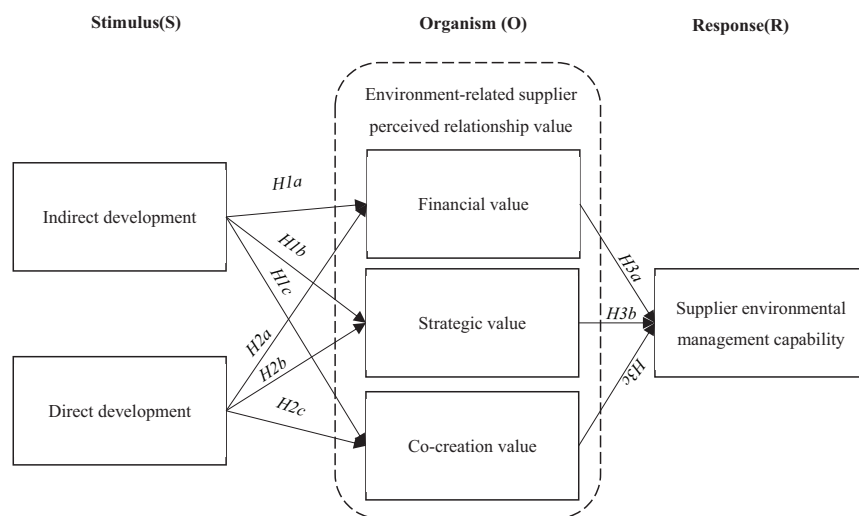 Stimulus(S)
Organism (O)
Response(R)
Environment-related supplier
perceived relationship value
Indirect development
Direct development
H1a
H1b
H1c
H2a
H2b
H2c
Financial value
Strategic value
Co-creation value
H3a
H3b
H3c
Supplier environmental
management capability